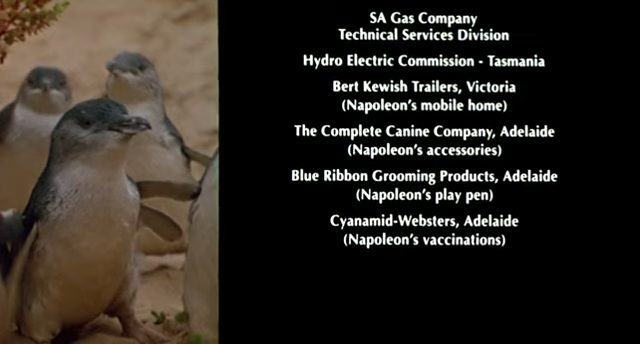 SA Gas Company
Technical Services Division
Hydro Electric Commission - Tasmania
Bert Kewish Trailers, Victoria
(Napoleon's mobile home)
The Complete Canine Company, Adelaide
(Napoleon's accessories)
Blue Ribbon Grooming Products, Adelaide
(Napoleon's play pen)
Cyanamid-Websters, Adelaide
(Napoleon's vaccinations)